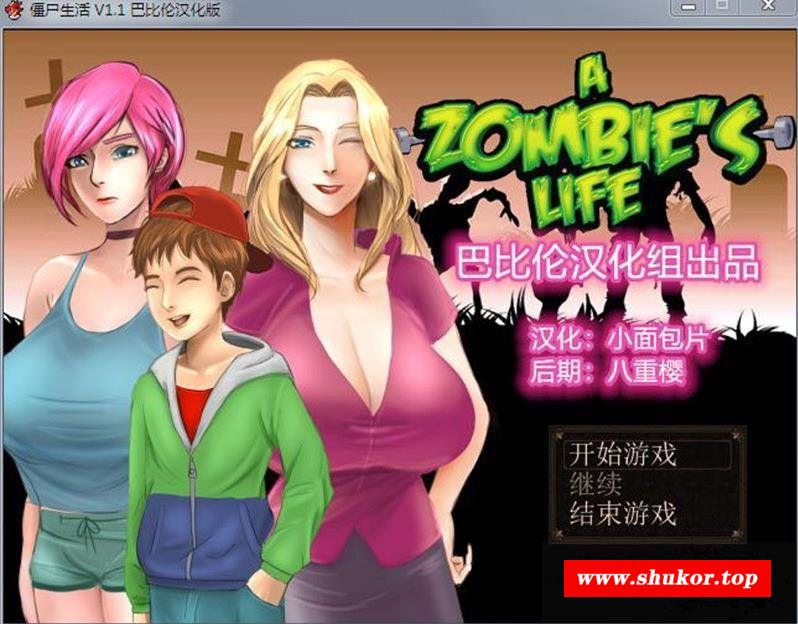 僵尸生活 V1.1 巴比伦汉化版
A
ZOMBIE'S
LIFE
巴比伦汉化组出品
汉化：小面包片
后期：八重樱
开始游戏
继续
结束游戏
www.shukor.top